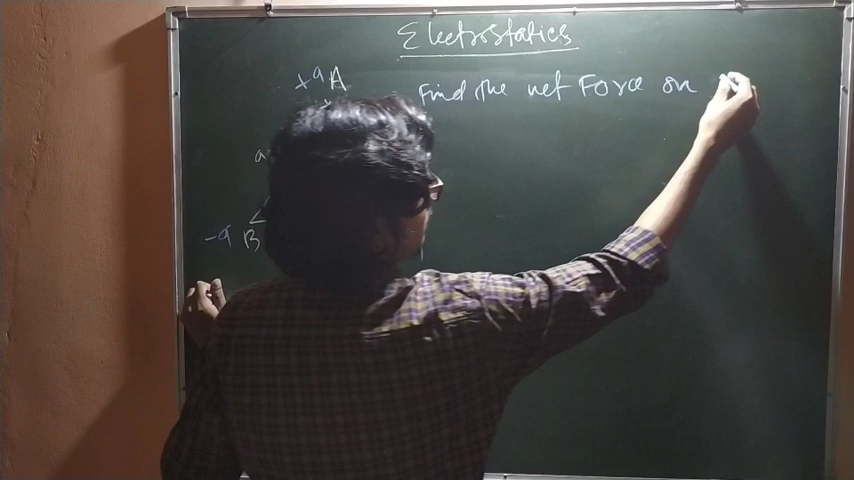 Electrostatics
+q A
Find the net Force on
a
-q B